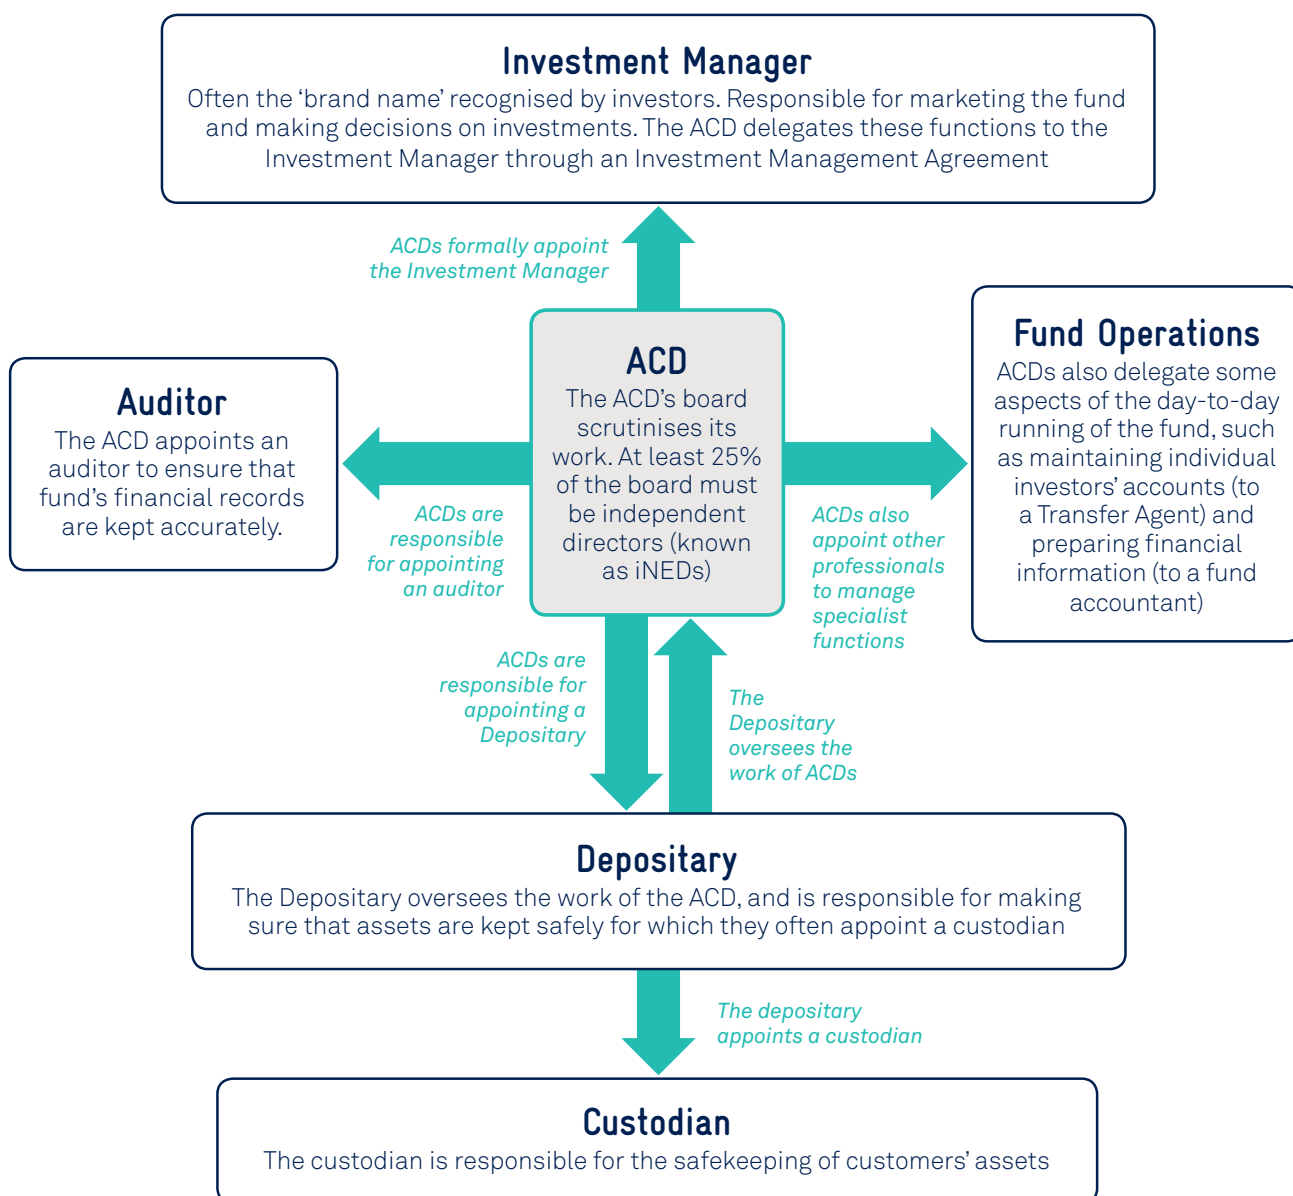 Investment Manager
Often the ‘brand name’ recognised by investors. Responsible for marketing the fund
and making decisions on investments. The ACD delegates these functions to the
Investment Manager through an Investment Management Agreement
ACDs formally appoint
the Investment Manager
ACD
The ACD’s board
scrutinises its
work. At least 25%
of the board must
be independent
directors (known
as iNEDs)
Auditor
The ACD appoints an
auditor to ensure that
fund’s financial records
are kept accurately.
ACDs are
responsible
for appointing
an auditor
Fund Operations
ACDs also delegate some
aspects of the day-to-day
running of the fund, such
as maintaining individual
investors’ accounts (to
a Transfer Agent) and
preparing financial
information (to a fund
accountant)
ACDs also
appoint other
professionals
to manage
specialist
functions
ACDs are
responsible for
appointing a
Depositary
The
Depositary
oversees the
work of ACDs
Depositary
The Depositary oversees the work of the ACD, and is responsible for making
sure that assets are kept safely for which they often appoint a custodian
The depositary
appoints a custodian
Custodian
The custodian is responsible for the safekeeping of customers’ assets